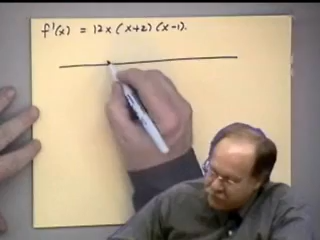 f'(x) = 12x (x+2) (x-1).